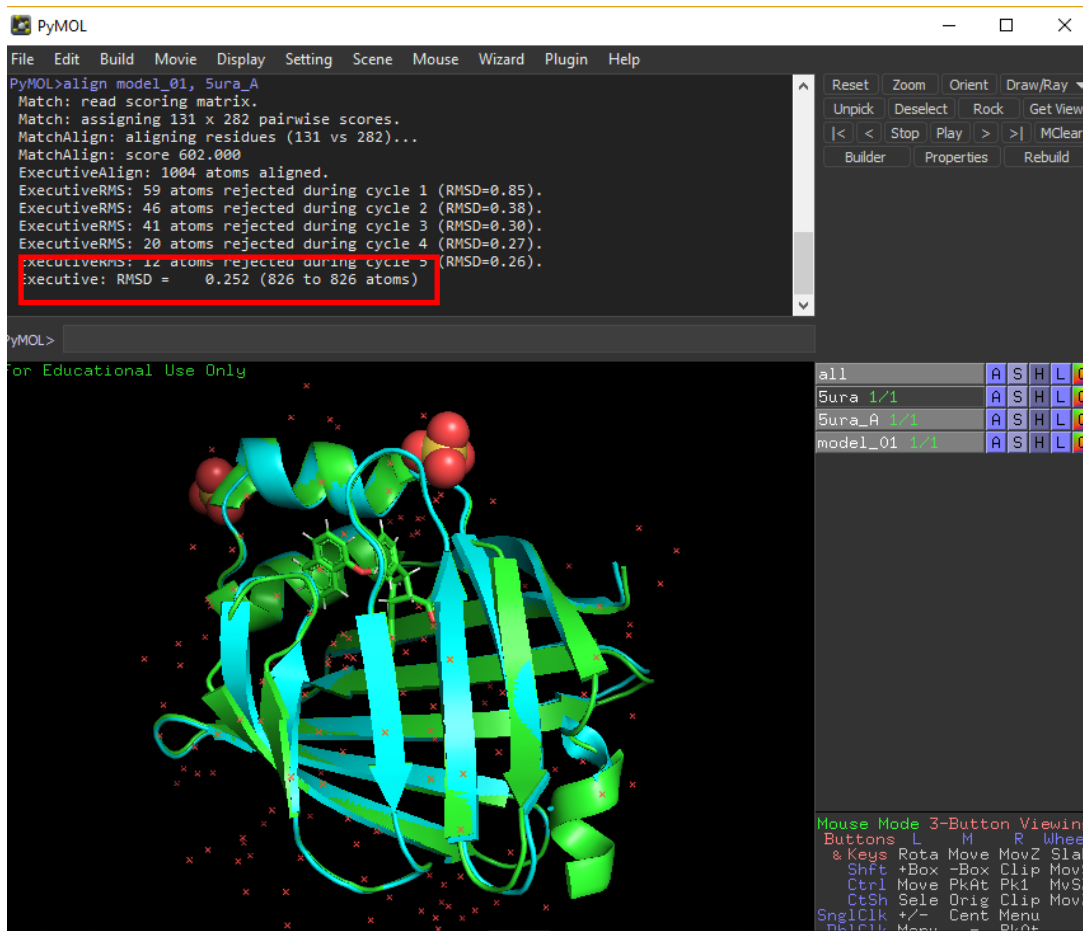 PyMOL
File Edit Build Movie Display Setting Scene Mouse Wizard Plugin Help
PyMOL>align model_01, 5ura_A
Match: read scoring matrix.
Match: assigning 131 x 282 pairwise scores.
MatchAlign: aligning residues (131 vs 282)...
MatchAlign: score 602.000
ExecutiveAlign: 1004 atoms aligned.
ExecutiveRMS: 59 atoms rejected during cycle 1 (RMSD=0.85).
ExecutiveRMS: 46 atoms rejected during cycle 2 (RMSD=0.38).
ExecutiveRMS: 41 atoms rejected during cycle 3 (RMSD=0.30).
ExecutiveRMS: 20 atoms rejected during cycle 4 (RMSD=0.27).
ExecutiveRMS: 12 atoms rejected during cycle 5 (RMSD=0.26).
Executive: RMSD = 0.252 (826 to 826 atoms)
PyMOL>
Reset Zoom Orient Draw/Ray
Unpick Deselect Rock Get View
|< < Stop Play > >| MClear
Builder Properties Rebuild
For Educational Use Only
all A S H L
5ura 1/1 A S H L
5ura_A 1/1 A S H L
model_01 1/1 A S H L
Mouse Mode 3-Button Viewing
Buttons L M R Whee
& Keys Rota Move MovZ Slab
Shft +Box -Box Clip Mov
Ctrl Move PkAt Pk1 MvS
CtSh Sele Orig Clip Mov
SnglClk +/- Cent Menu
DblClk Menu - PkAt